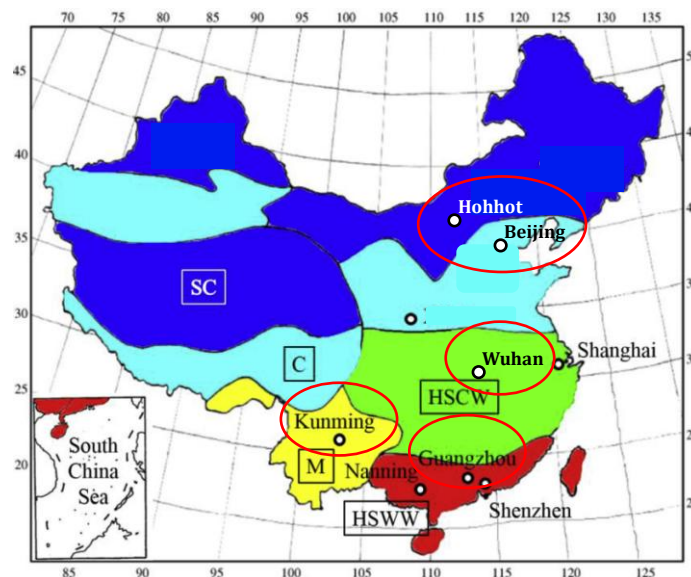 70 75 80 85 90 95 100 105 110 115 120 125 130 135
45
40
35
30
25
20
Hohhot
Beijing
SC
C
Wuhan
Shanghai
HSCW
Kunming
Guangzhou
M
Nanning
HSWW
Shenzhen
South
China
Sea
85 90 95 100 105 110 115 120 125